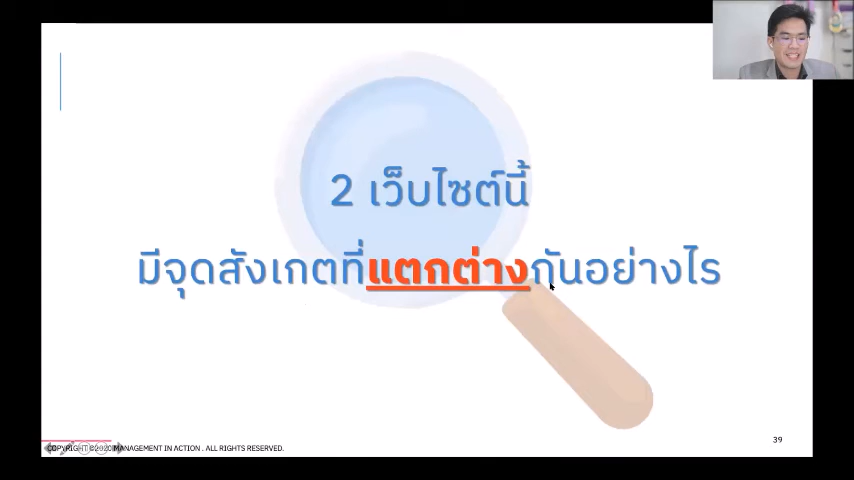 2 เว็บไซต์นี้
มีจุดสังเกตที่แตกต่างกันอย่างไร
39
COPYRIGHT ©2020 MANAGEMENT IN ACTION . ALL RIGHTS RESERVED.